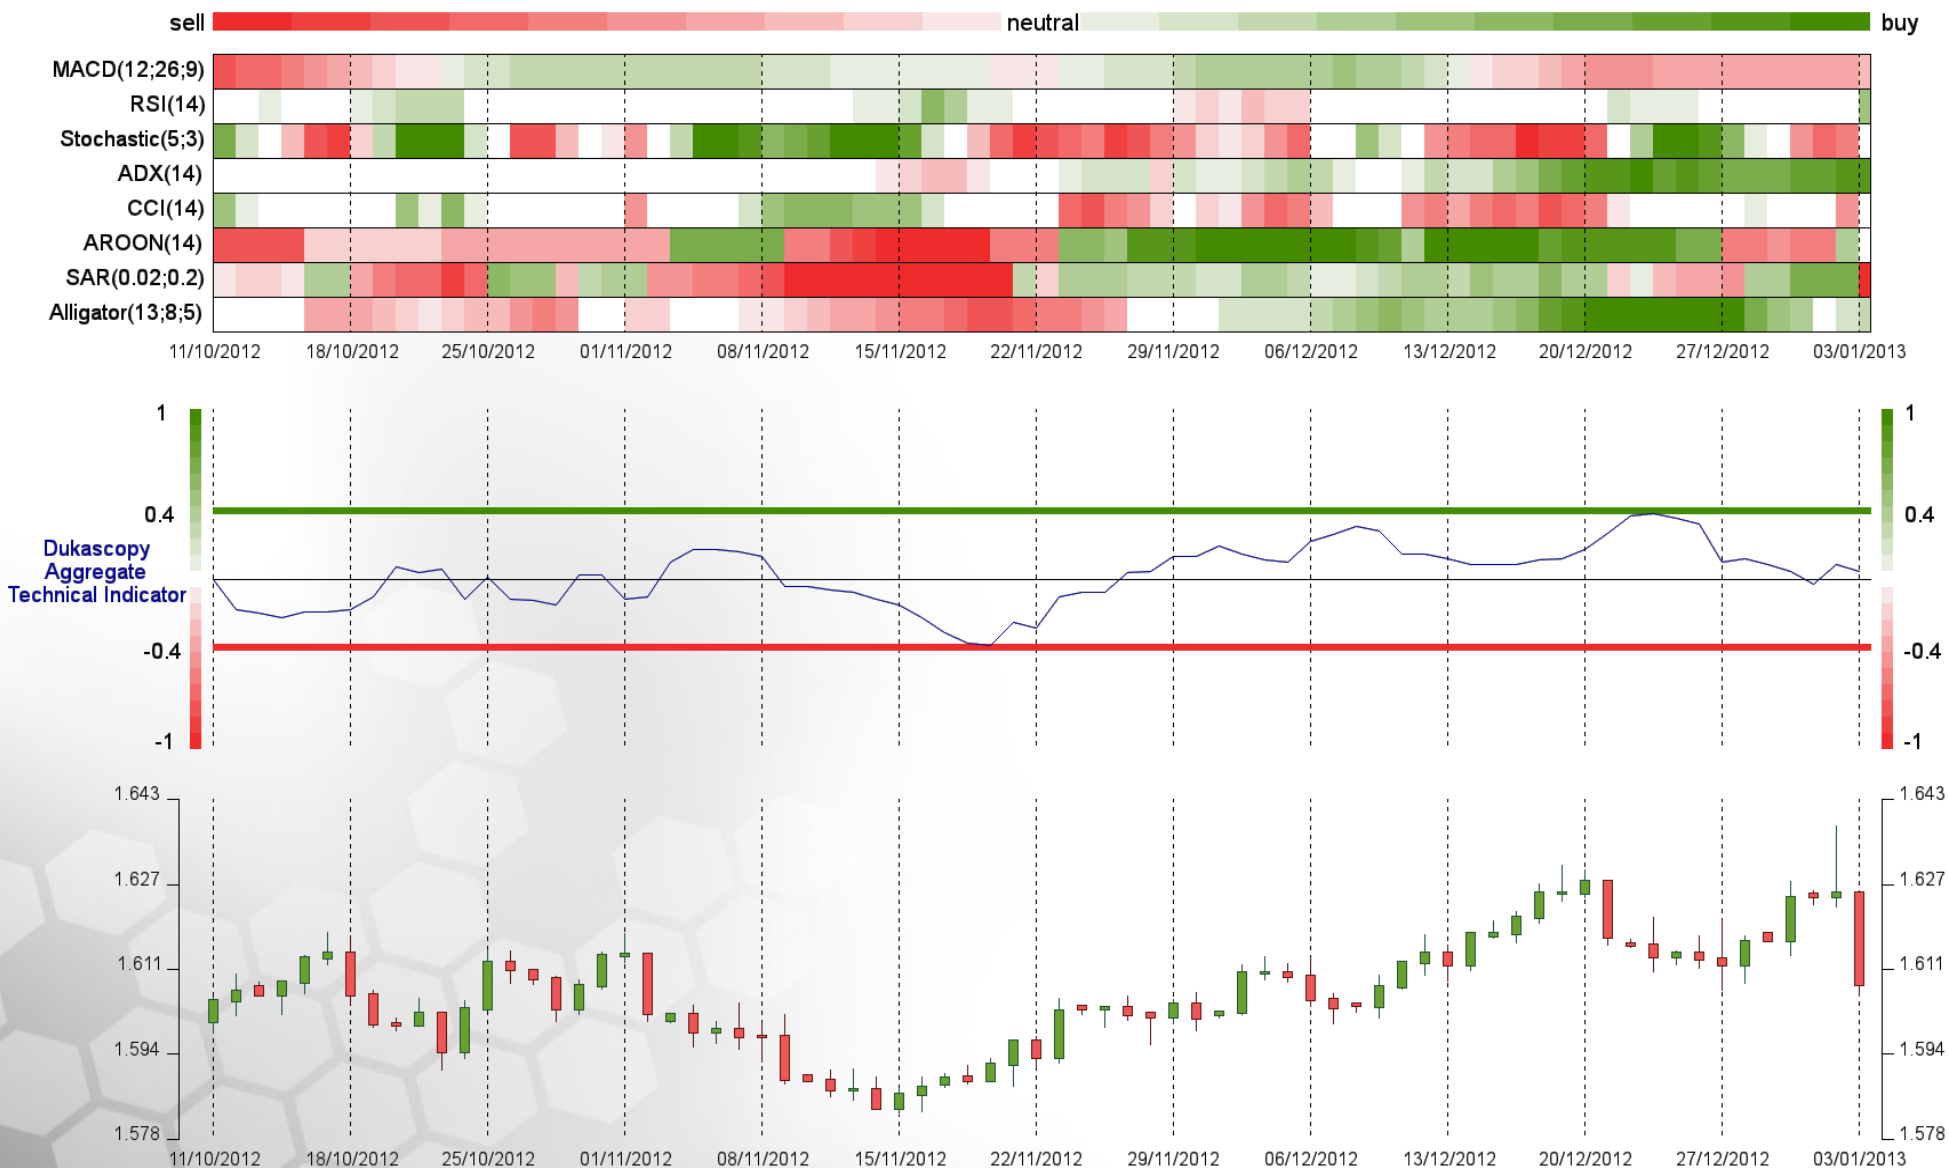 sell neutral buy
MACD(12;26;9)
RSI(14)
Stochastic(5;3)
ADX(14)
CCI(14)
AROON(14)
SAR(0.02;0.2)
Alligator(13;8;5)
11/10/2012 18/10/2012 25/10/2012 01/11/2012 08/11/2012 15/11/2012 22/11/2012 29/11/2012 06/12/2012 13/12/2012 20/12/2012 27/12/2012 03/01/2013
1 1
0.4 0.4
Dukascopy
Aggregate
Technical Indicator
-0.4 -0.4
-1 -1
1.643 1.643
1.627 1.627
1.611 1.611
1.594 1.594
1.578 1.578
11/10/2012 18/10/2012 25/10/2012 01/11/2012 08/11/2012 15/11/2012 22/11/2012 29/11/2012 06/12/2012 13/12/2012 20/12/2012 27/12/2012 03/01/2013